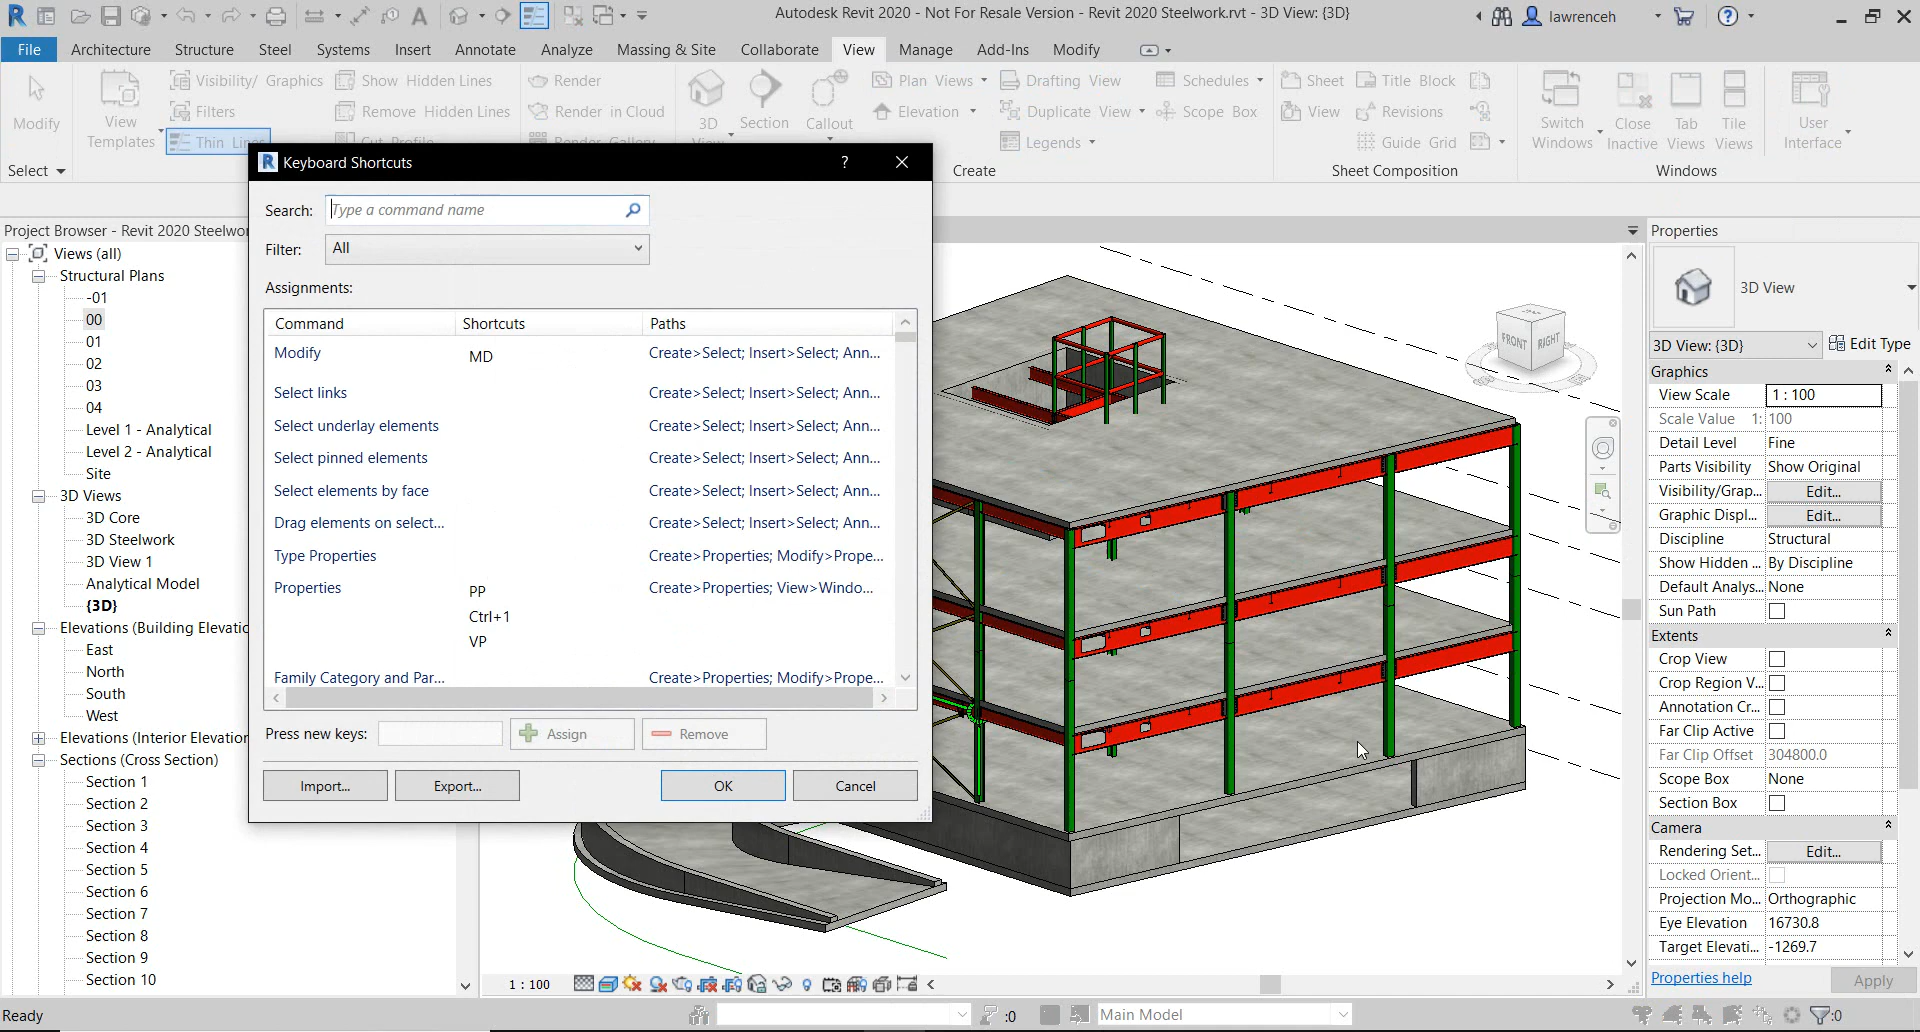 Autodesk Revit 2020 - Not For Resale Version - Revit 2020 Steelwork.rvt - 3D View: {3D}
lawrenceh
File Architecture Structure Steel Systems Insert Annotate Analyze Massing & Site Collaborate View Manage Add-Ins Modify
Modify
View Templates
Visibility/ Graphics
Filters
Thin
Show Hidden Lines
Remove Hidden Lines
Cut Profile
Render
Render in Cloud
Render Gallery
3D View
Section
Callout
Plan Views
Elevation
Drafting View
Duplicate View
Legends
Schedules
Scope Box
Sheet
View
Title Block
Revisions
Guide Grid
Switch Windows
Close Inactive
Tab Views
Tile Views
User Interface
Select
Create
Sheet Composition
Windows
Project Browser - Revit 2020 Steelwor
Views (all)
Structural Plans
-01
00
01
02
03
04
Level 1 - Analytical
Level 2 - Analytical
Site
3D Views
3D Core
3D Steelwork
3D View 1
Analytical Model
{3D}
Elevations (Building Elevatic
East
North
South
West
Elevations (Interior Elevation
Sections (Cross Section)
Section 1
Section 2
Section 3
Section 4
Section 5
Section 6
Section 7
Section 8
Section 9
Section 10
R Keyboard Shortcuts
?
Search: Type a command name
Filter: All
Assignments:
Command Shortcuts Paths
Modify MD Create>Select; Insert>Select; Ann...
Select links Create>Select; Insert>Select; Ann...
Select underlay elements Create>Select; Insert>Select; Ann...
Select pinned elements Create>Select; Insert>Select; Ann...
Select elements by face Create>Select; Insert>Select; Ann...
Drag elements on select... Create>Select; Insert>Select; Ann...
Type Properties Create>Properties; Modify>Prope...
Properties PP Create>Properties; View>Windo...
Ctrl+1
VP
Family Category and Par... Create>Properties; Modify>Prope...
Press new keys: Assign Remove
Import... Export... OK Cancel
FRONT RIGHT
Properties
3D View
3D View: {3D} Edit Type
Graphics
View Scale 1 : 100
Scale Value 1: 100
Detail Level Fine
Parts Visibility Show Original
Visibility/Grap... Edit...
Graphic Displ... Edit...
Discipline Structural
Show Hidden ... By Discipline
Default Analys... None
Sun Path
Extents
Crop View
Crop Region V...
Annotation Cr...
Far Clip Active
Far Clip Offset 304800.0
Scope Box None
Section Box
Camera
Rendering Set... Edit...
Locked Orient...
Projection Mo... Orthographic
Eye Elevation 16730.8
Target Elevati... -1269.7
Properties help Apply
1 : 100
Ready
:0
Main Model
:0